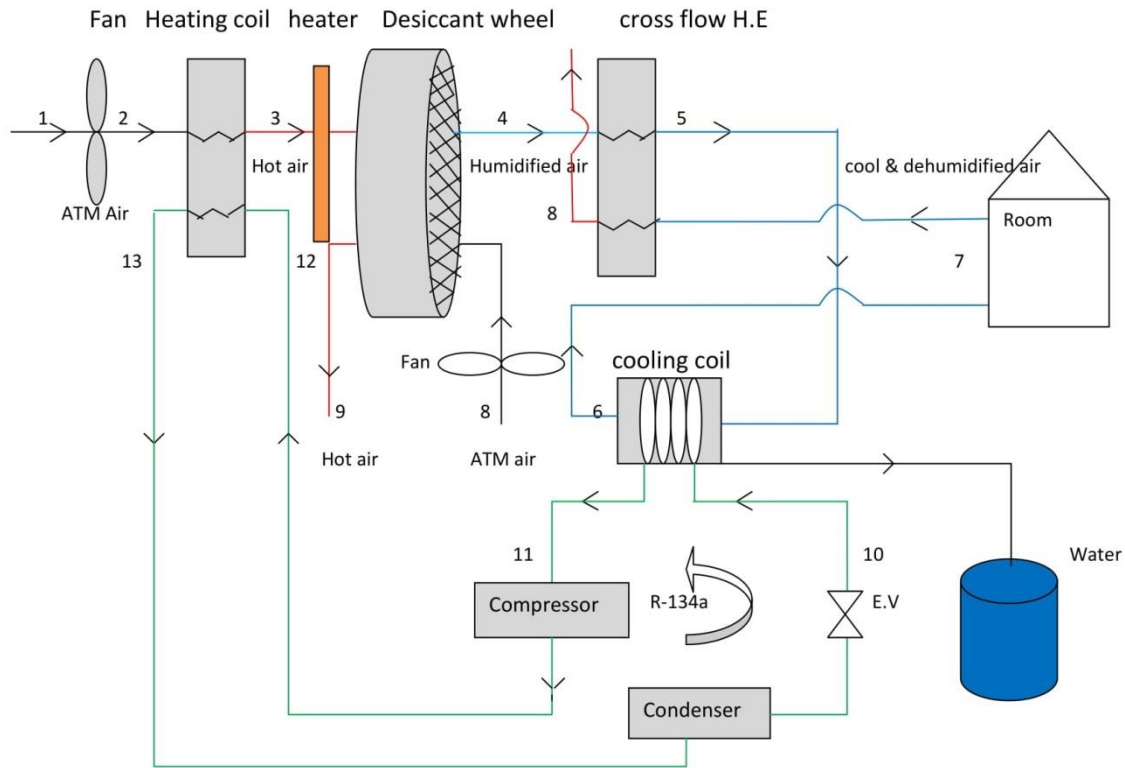 Fan Heating coil heater Desiccant wheel cross flow H.E
1 2 3 4 5
Hot air Humidified air cool & dehumidified air
ATM Air 8 Room
13 12 7
Fan cooling coil
9 8 6
Hot air ATM air
11 10 Water
Compressor R-134a E.V
Condenser